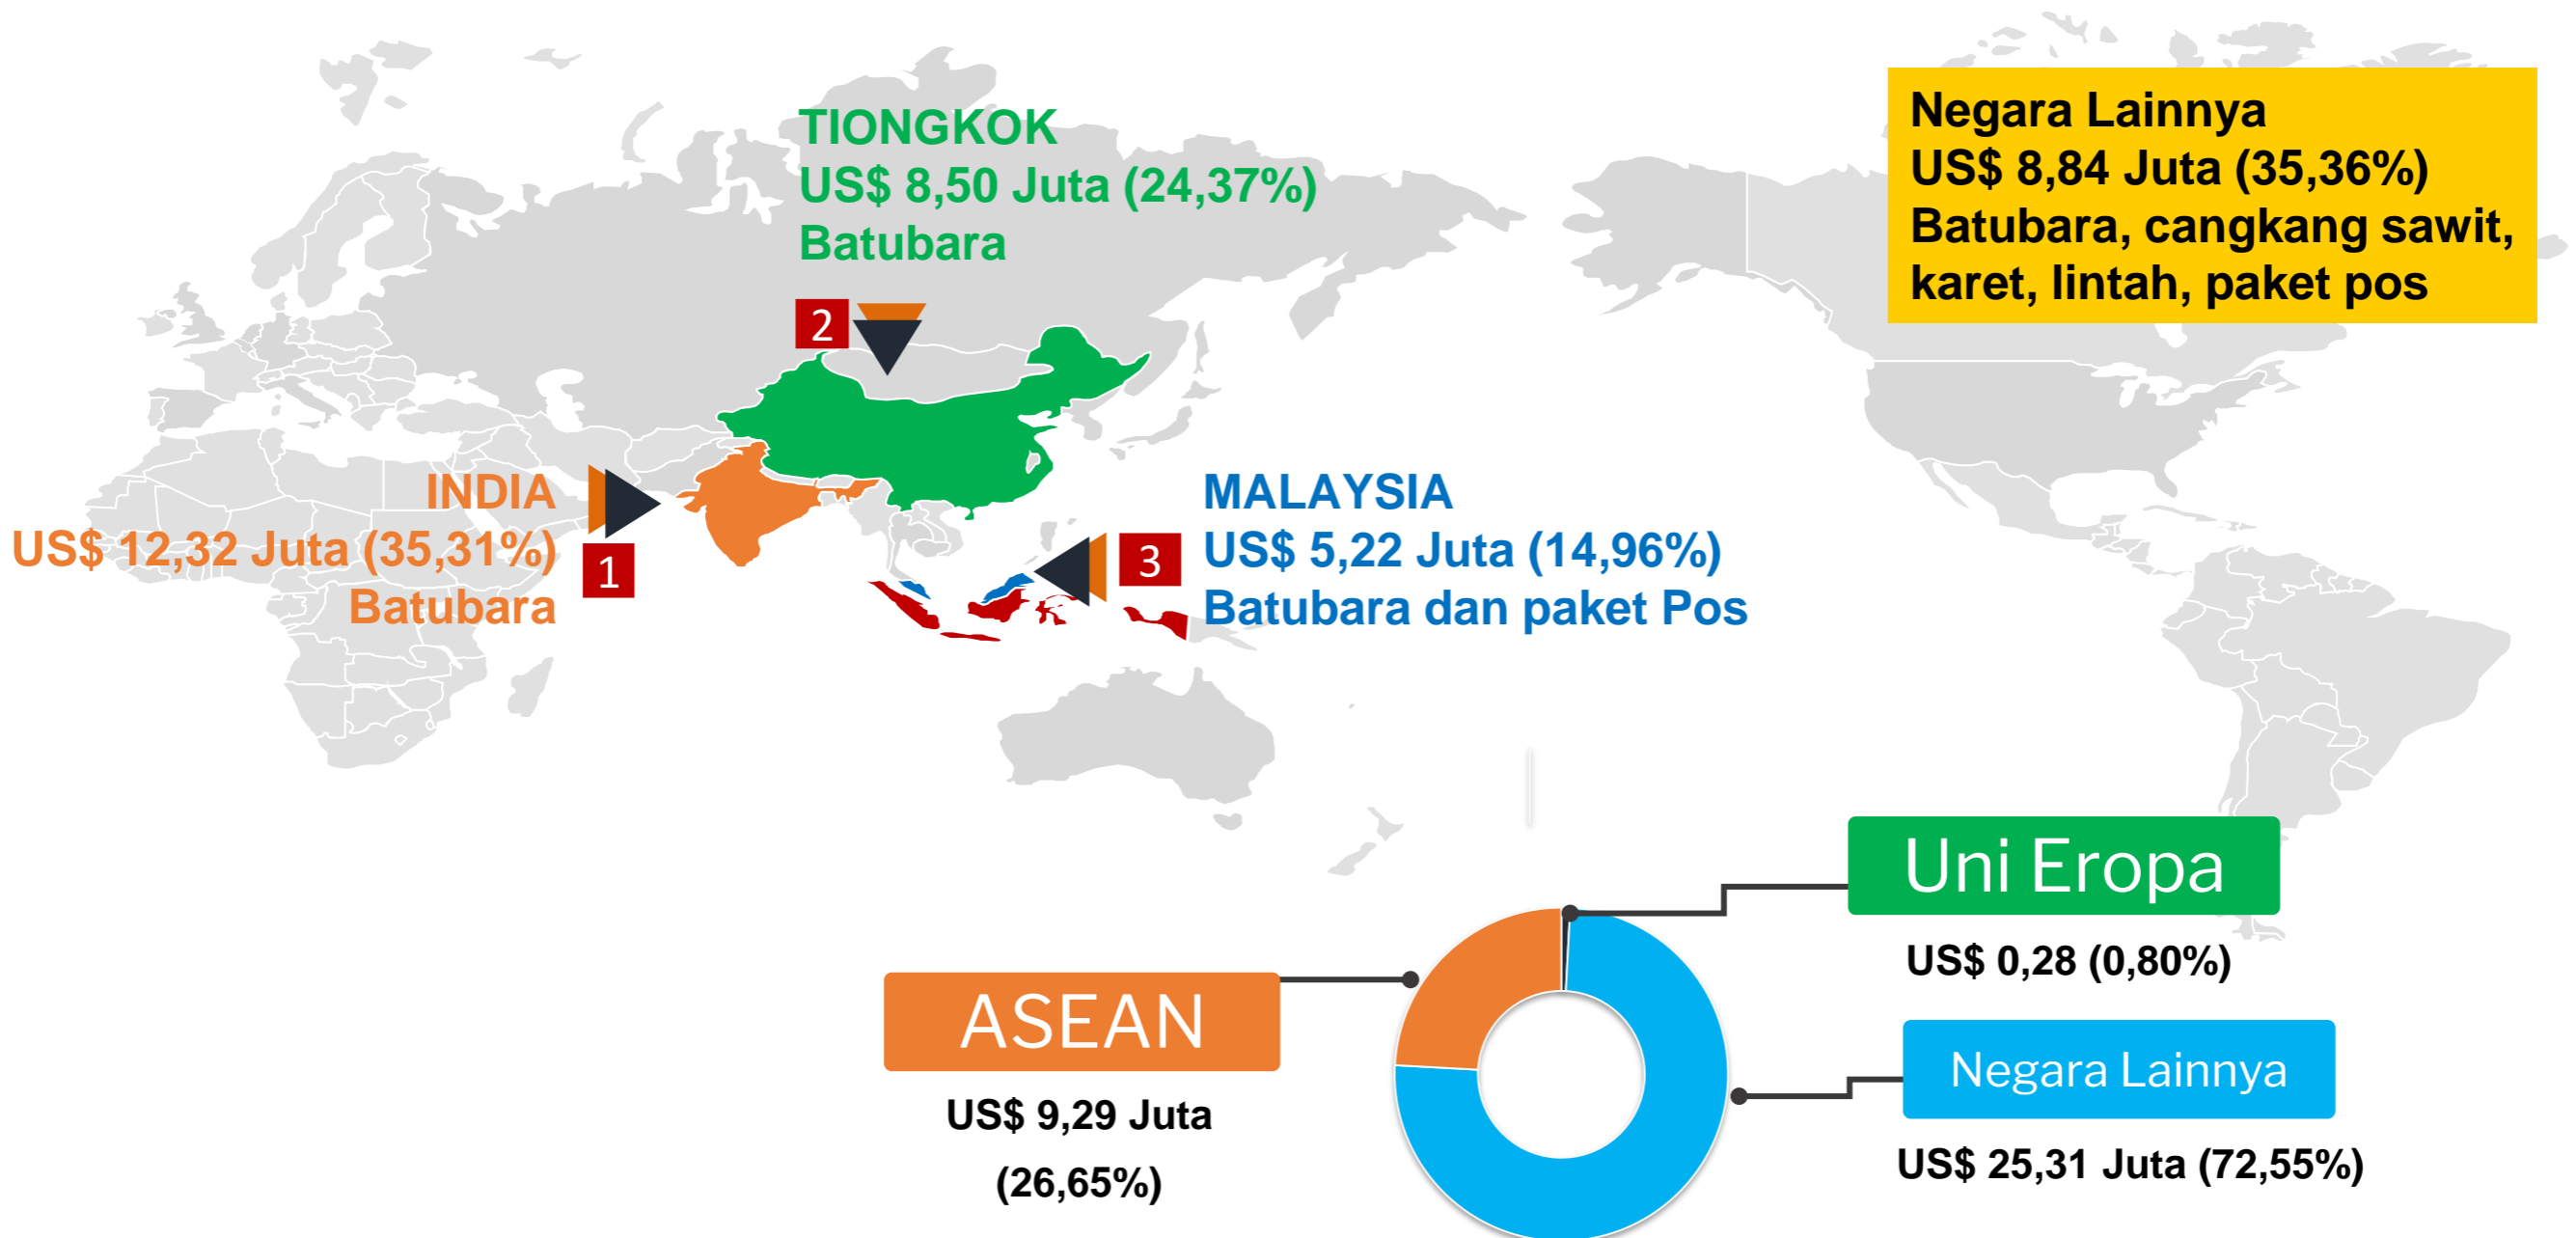 TIONGKOK
US$ 8,50 Juta (24,37%)
Batubara
2
Negara Lainnya
US$ 8,84 Juta (35,36%)
Batubara, cangkang sawit,
karet, lintah, paket pos
INDIA
US$ 12,32 Juta (35,31%)
Batubara
1
MALAYSIA
US$ 5,22 Juta (14,96%)
Batubara dan paket Pos
3
Uni Eropa
US$ 0,28 (0,80%)
ASEAN
US$ 9,29 Juta
(26,65%)
Negara Lainnya
US$ 25,31 Juta (72,55%)